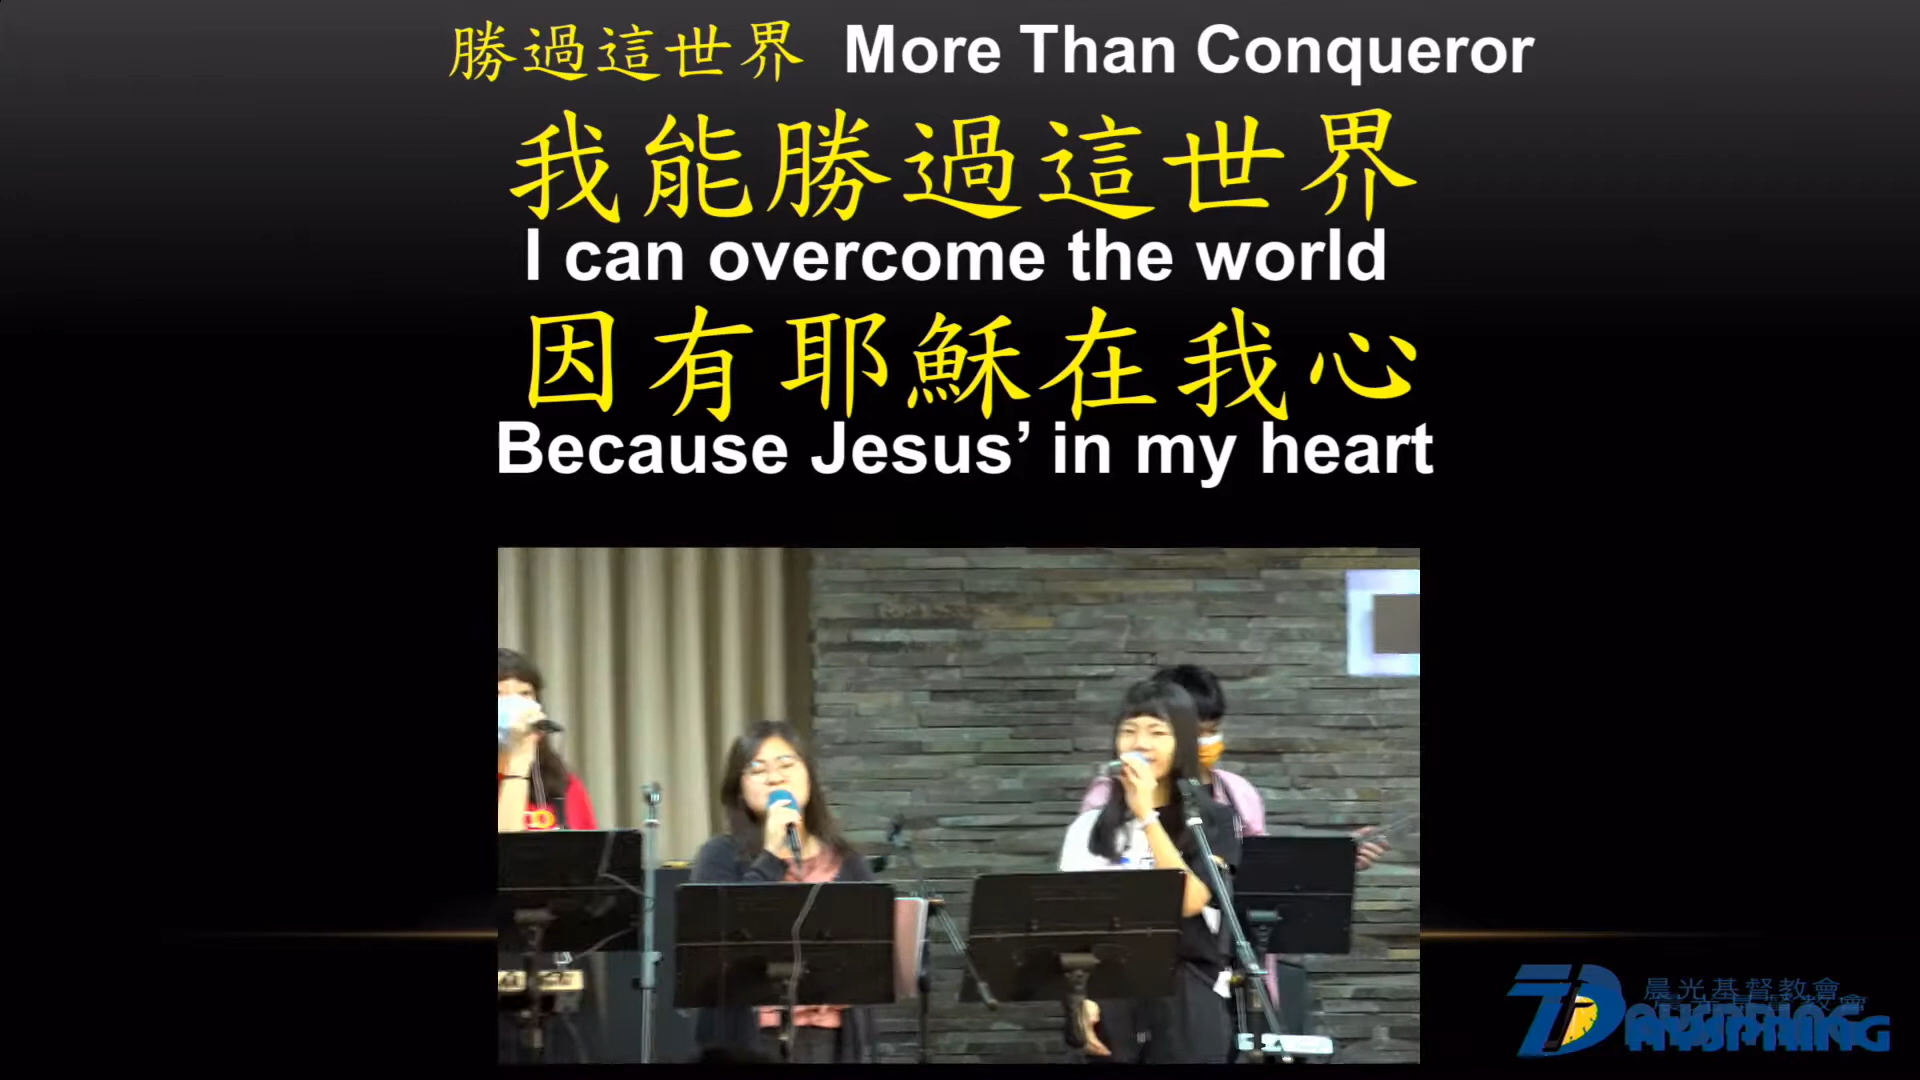 勝過這世界 More Than Conqueror
我能勝過這世界
I can overcome the world
因有耶穌在我心
Because Jesus’ in my heart
晨光基督教會
DAYSPRING